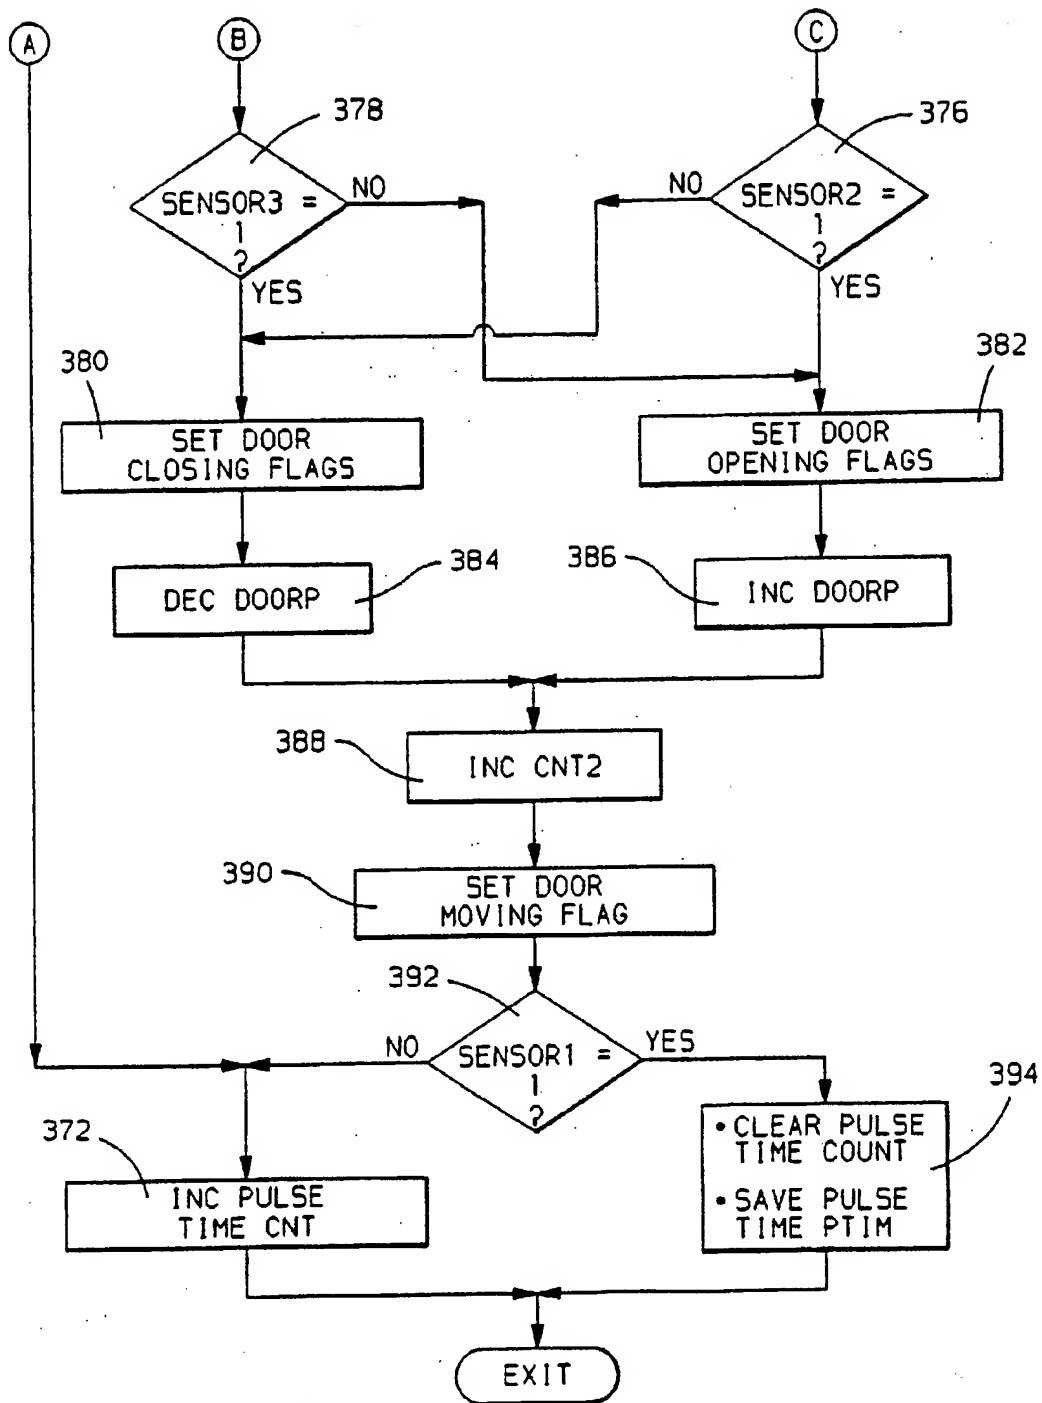 A
B
C
378
376
SENSOR3 =
1
?
NO
YES
NO
SENSOR2 =
1
?
YES
380
382
SET DOOR
CLOSING FLAGS
SET DOOR
OPENING FLAGS
384
386
DEC DOORP
INC DOORP
388
INC CNT2
390
SET DOOR
MOVING FLAG
392
NO
SENSOR1 =
1
?
YES
394
372
• CLEAR PULSE
TIME COUNT
• SAVE PULSE
TIME PTIM
INC PULSE
TIME CNT
EXIT